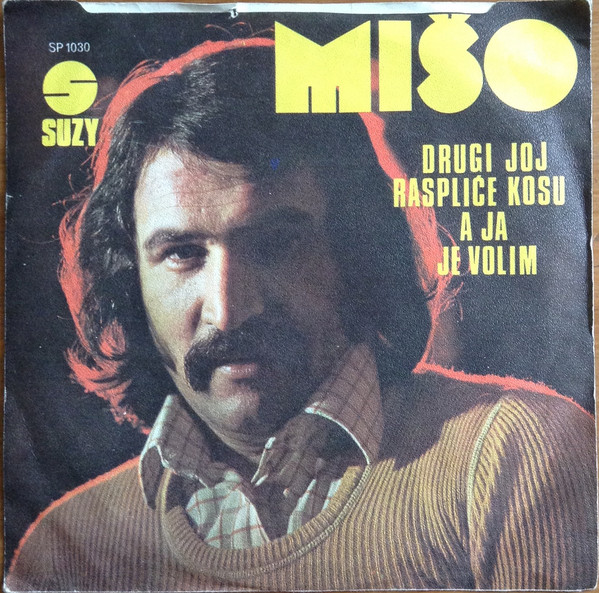 SP 1030
SUZY
MIŠO
DRUGI JOJ
RASPLIĆE KOSU
A JA
JE VOLIM